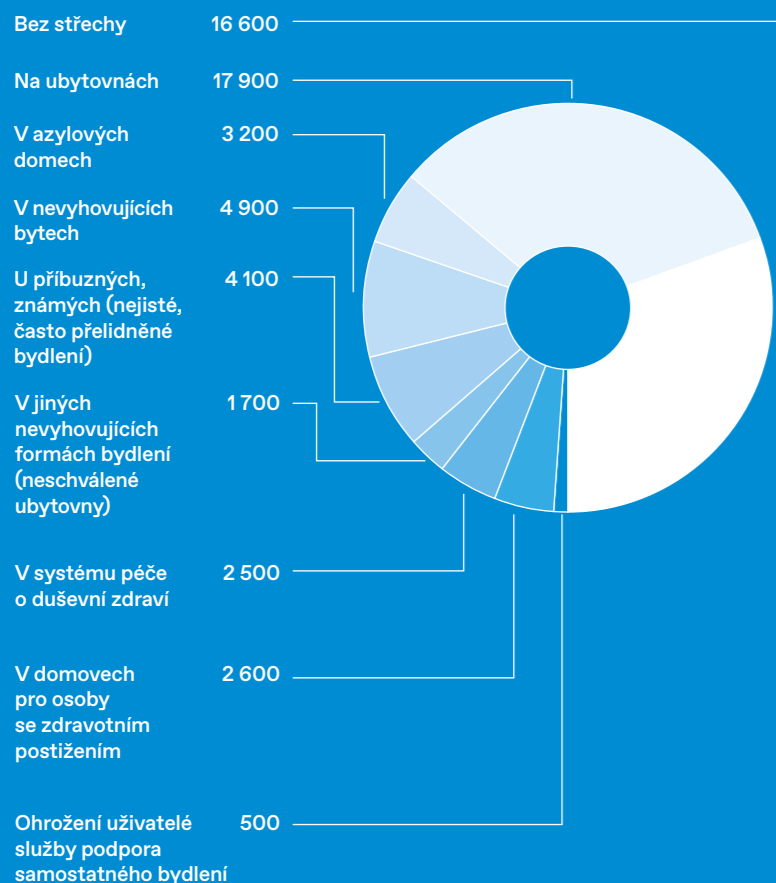 Bez střechy 16 600
Na ubytovnách 17 900
V azylových 3 200
domech
V nevyhovujících 4 900
bytech
U příbuzných, 4 100
známých (nejisté,
často přelidněné
bydlení)
V jiných 1 700
nevyhovujících
formách bydlení
(neschválené
ubytovny)
V systému péče 2 500
o duševní zdraví
V domovech 2 600
pro osoby
se zdravotním
postižením
Ohrožení uživatelé 500
služby podpora
samostatného bydlení